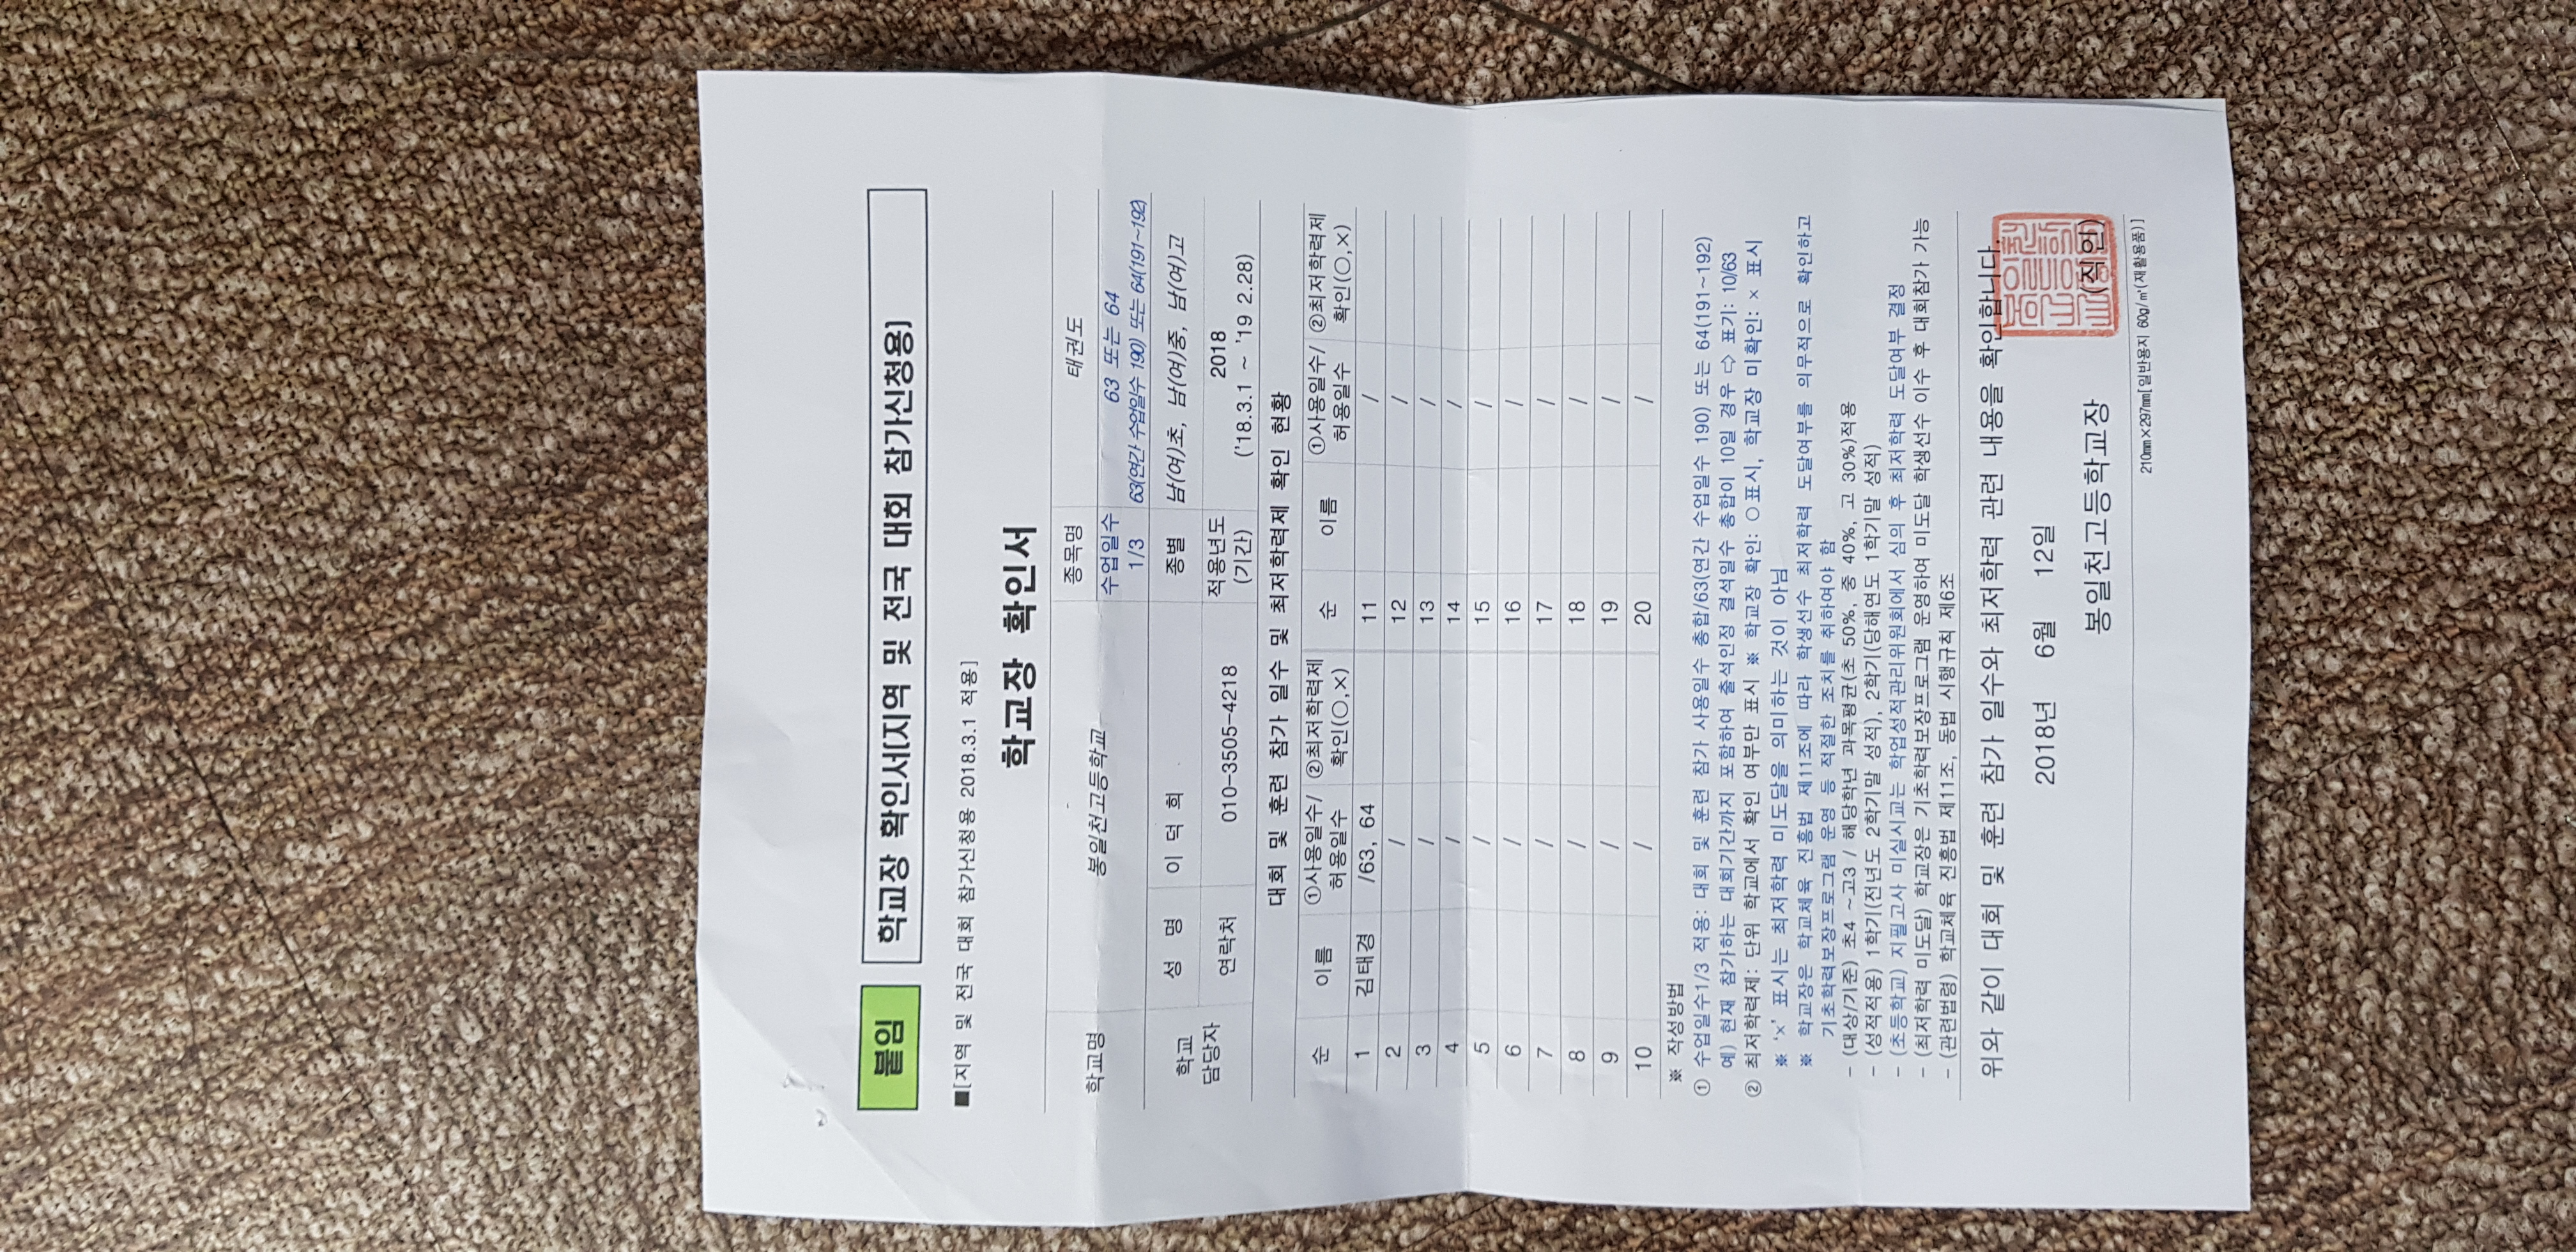 붙임
학교장 확인서[지역 및 전국 대회 참가신청용]
■[지역 및 전국 대회 참가신청용 2018.3.1 적용]
학교장 확인서
학교명 봉일천고등학교 종목명 태권도
수업일수 1/3 63 또는 64
63(연간 수업일수 190) 또는 64(191~192)
학교 담당자 성 명 이 덕 희 종별 남(여)초, 남(여)중, 남(여)고
연락처 010-3505-4218 적용년도 (기간) 2018
('18.3.1 ~ '19 2.28)
대회 및 훈련 참가 일수 및 최저학력제 확인 현황
순 이름 ①사용일수/허용일수 ②최저학력제 확인(○,×) 순 이름 ①사용일수/허용일수 ②최저학력제 확인(○,×)
1 김태경 /63, 64 11 /
2 / 12 /
3 / 13 /
4 / 14 /
5 / 15 /
6 / 16 /
7 / 17 /
8 / 18 /
9 / 19 /
10 / 20 /
※ 작성방법
① 수업일수1/3 적용: 대회 및 훈련 참가 사용일수 총합/63(연간 수업일수 190) 또는 64(191~192)
예) 현재 참가하는 대회기간까지 포함하여 출석인정 결석일수 총합이 10일 경우 ⇨ 표기: 10/63
② 최저학력제: 단위 학교에서 확인 여부만 표시 ※ 학교장 확인: ○표시, 학교장 미확인: × 표시
※ '×' 표시는 최저학력 미도달을 의미하는 것이 아님
※ 학교장은 학교체육 진흥법 제11조에 따라 학생선수 최저학력 도달여부를 의무적으로 확인하고
기초학력보장프로그램 운영 등 적절한 조치를 취하여야 함
- (대상/기준) 초4 ~고3 / 해당학년 과목평균(초 50%, 중 40%, 고 30%)적용
- (성적적용) 1학기(전년도 2학기말 성적), 2학기(당해연도 1학기말 성적)
- (초등학교) 지필고사 미실시교는 학업성적관리위원회에서 심의 후 최저학력 도달여부 결정
- (최저학력 미도달) 학교장은 기초학력보장프로그램 운영하여 미도달 학생선수 이수 후 대회참가 가능
- (관련법령) 학교체육 진흥법 제11조, 동법 시행규칙 제6조
위와 같이 대회 및 훈련 참가 일수와 최저학력 관련 내용을 확인합니다.
2018년 6월 12일
봉일천고등학교장 (직인)
210㎜×297㎜[일반용지 60g/㎡(재활용품)]